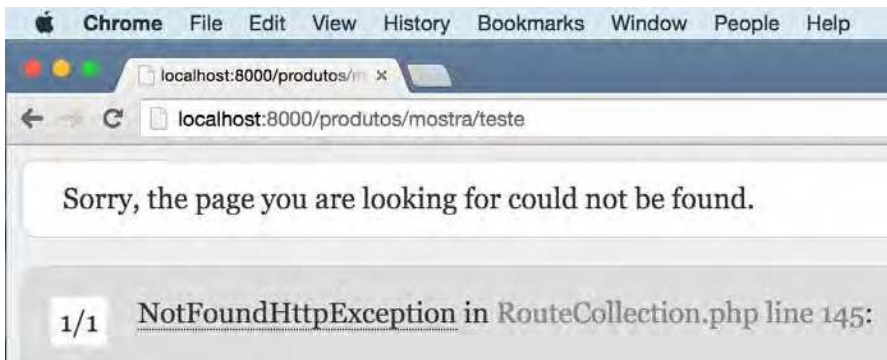 Chrome File Edit View History Bookmarks Window People Help
localhost:8000/produtos/m ×
localhost:8000/produtos/mostra/teste
Sorry, the page you are looking for could not be found.
1/1 NotFoundHttpException in RouteCollection.php line 145: